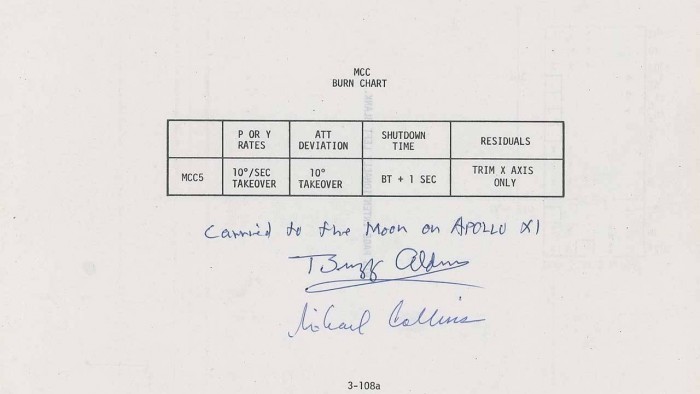 MCC
BURN CHART
P OR Y RATES ATT DEVIATION SHUTDOWN TIME RESIDUALS
MCC5 10°/SEC TAKEOVER 10° TAKEOVER BT + 1 SEC TRIM X AXIS ONLY
Carried to the Moon on APOLLO XI
Buzz Aldrin
Michael Collins
3-108a